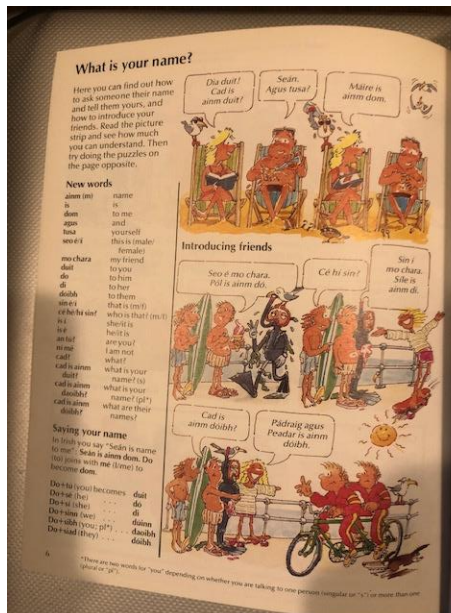 What is your name?
Here you can find out how
to ask someone their name
and tell them yours, and
how to introduce your
friends. Read the picture
strip and see how much
you can understand. Then
try doing the puzzles on
the page opposite.
New words
ainm (m) name
is is
dom to me
agus and
tusa yourself
seo é/í this is (male/
female)
mo chara my friend
duit to you
dó to him
di to her
dóibh to them
sin é/í that is (m/f)
cé hé/hí sin? who is that? (m/f)
is í she/it is
is é he/it is
an tú? are you?
ní mé I am not
cad? what?
cad is ainm what is your
duit? name? (s)
cad is ainm what is your
daoibh? name? (pl*)
cad is ainm what are their
dóibh? names?
Saying your name
In Irish you say "Seán is name
to me": Seán is ainm dom. Do
(to) joins with mé (I/me) to
become dom.
Do+tú (you) becomes duit
Do+sé (he) . . . dó
Do+sí (she) . . . di
Do+sinn (we) . . . dúinn
Do+sibh (you; pl*) . . . daoibh
Do+siad (they) . . . dóibh
Dia duit!
Cad is
ainm duit?
Seán.
Agus tusa?
Máire is
ainm dom.
Introducing friends
Seo é mo chara.
Pól is ainm dó.
Cé hí sin?
Sin í
mo chara.
Síle is
ainm di.
Cad is
ainm dóibh?
Pádraig agus
Peadar is ainm
dóibh.
6
*There are two words for "you" depending on whether you are talking to one person (singular or "s") or more than one
(plural or "pl").